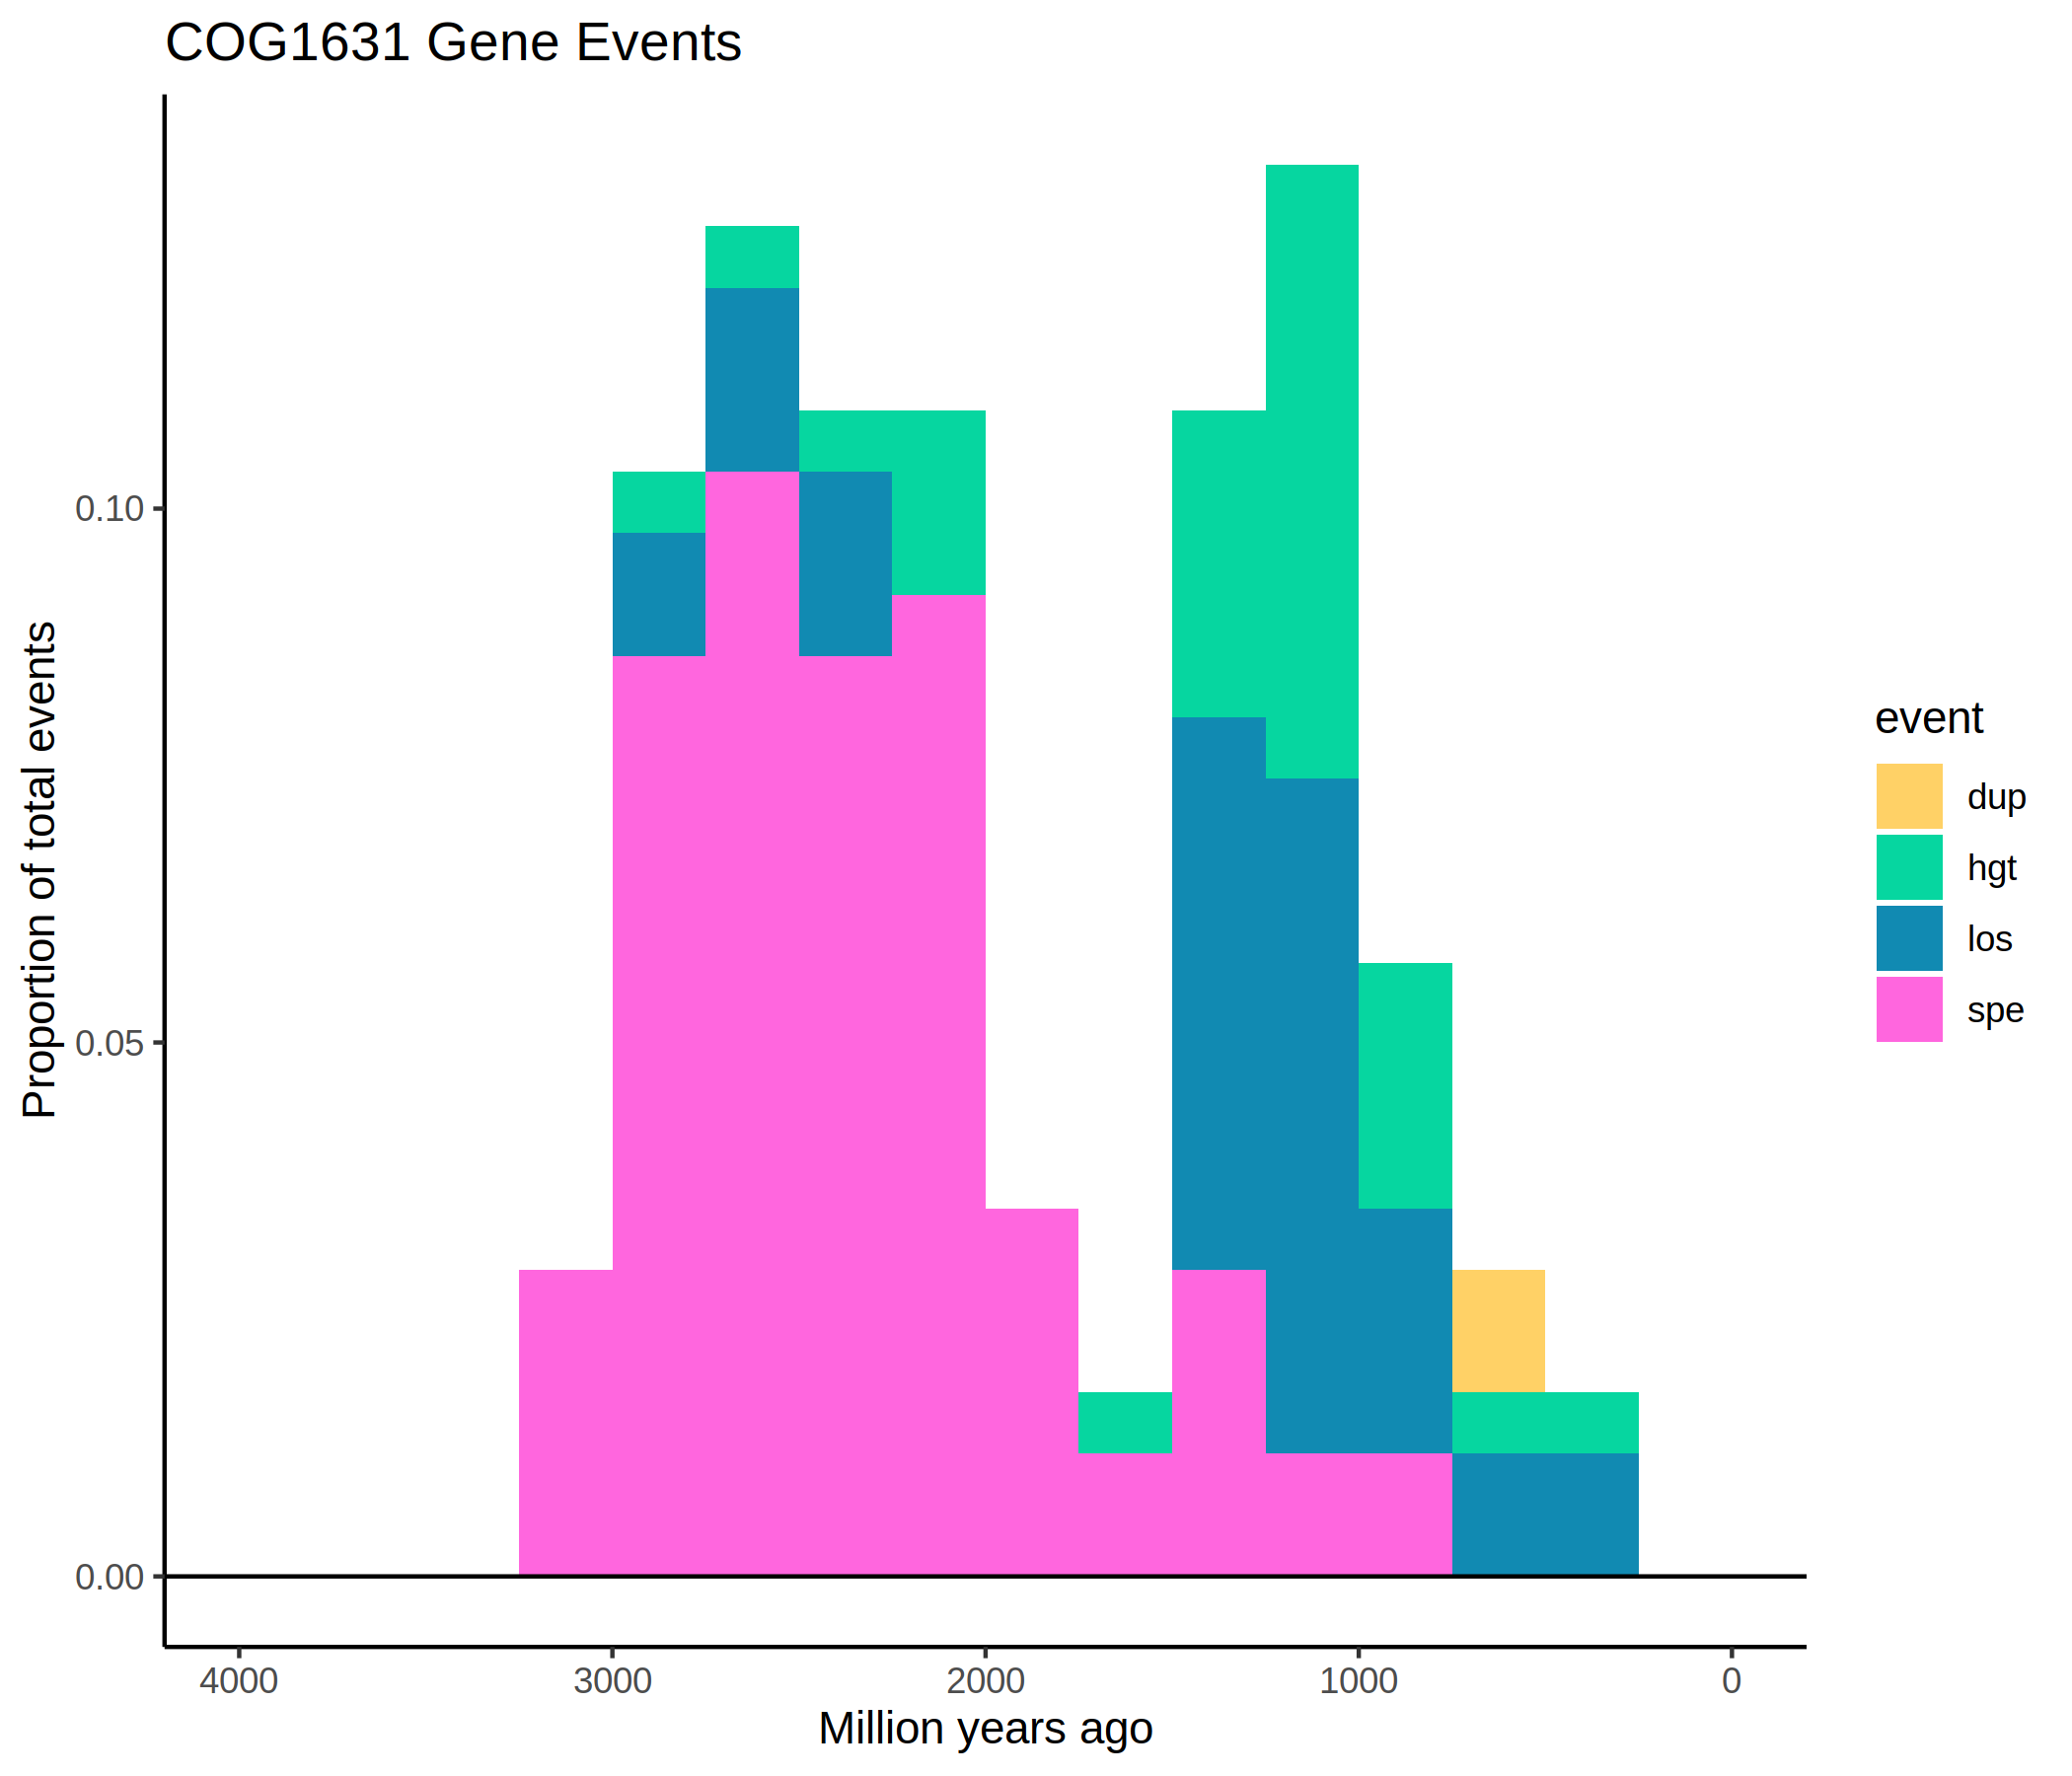 COG1631 Gene Events
Proportion of total events
0.10
0.05
0.00
4000 3000 2000 1000 0
Million years ago
event
dup
hgt
los
spe